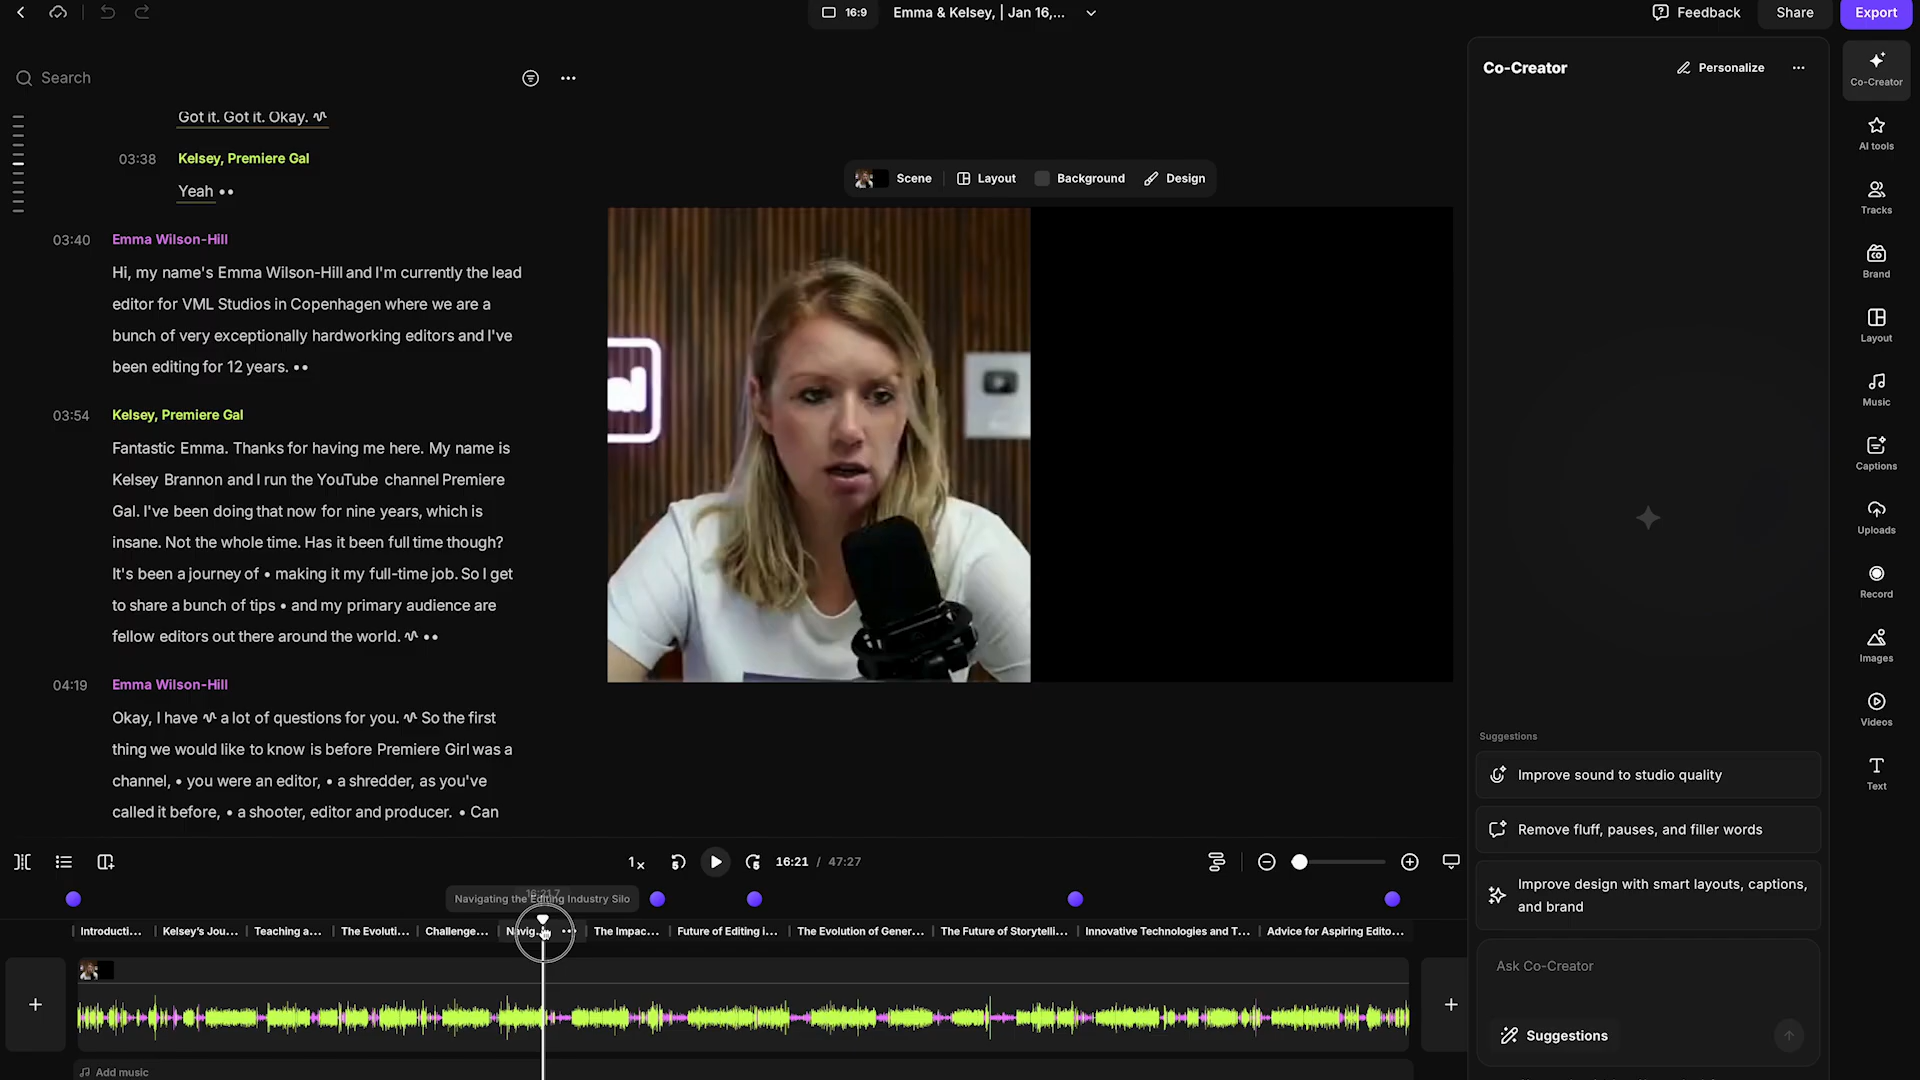 16:9
Emma & Kelsey, | Jan 16,...
Feedback
Share
Export
Search
Got it. Got it. Okay.
03:38
Kelsey, Premiere Gal
Yeah ••
03:40
Emma Wilson-Hill
Hi, my name's Emma Wilson-Hill and I'm currently the lead
editor for VML Studios in Copenhagen where we are a
bunch of very exceptionally hardworking editors and I've
been editing for 12 years. ••
03:54
Kelsey, Premiere Gal
Fantastic Emma. Thanks for having me here. My name is
Kelsey Brannon and I run the YouTube channel Premiere
Gal. I've been doing that now for nine years, which is
insane. Not the whole time. Has it been full time though?
It's been a journey of • making it my full-time job. So I get
to share a bunch of tips • and my primary audience are
fellow editors out there around the world. ••
04:19
Emma Wilson-Hill
Okay, I have a lot of questions for you. So the first
thing we would like to know is before Premiere Girl was a
channel, • you were an editor, • a shredder, as you've
called it before, • a shooter, editor and producer. • Can
Scene
Layout
Background
Design
al
Co-Creator
Personalize
Suggestions
Improve sound to studio quality
Remove fluff, pauses, and filler words
Improve design with smart layouts, captions,
and brand
Ask Co-Creator
Suggestions
Co-Creator
AI tools
Tracks
Brand
Layout
Music
Captions
Uploads
Record
Images
Videos
Text
1x
5
5
16:21 / 47:27
16:21.7
Navigating the Editing Industry Silo
Introducti...
Kelsey's Jou...
Teaching a...
The Evoluti...
Challenge...
Navig...
The Impac...
Future of Editing i...
The Evolution of Gener...
The Future of Storytelli...
Innovative Technologies and T...
Advice for Aspiring Edito...
Add music